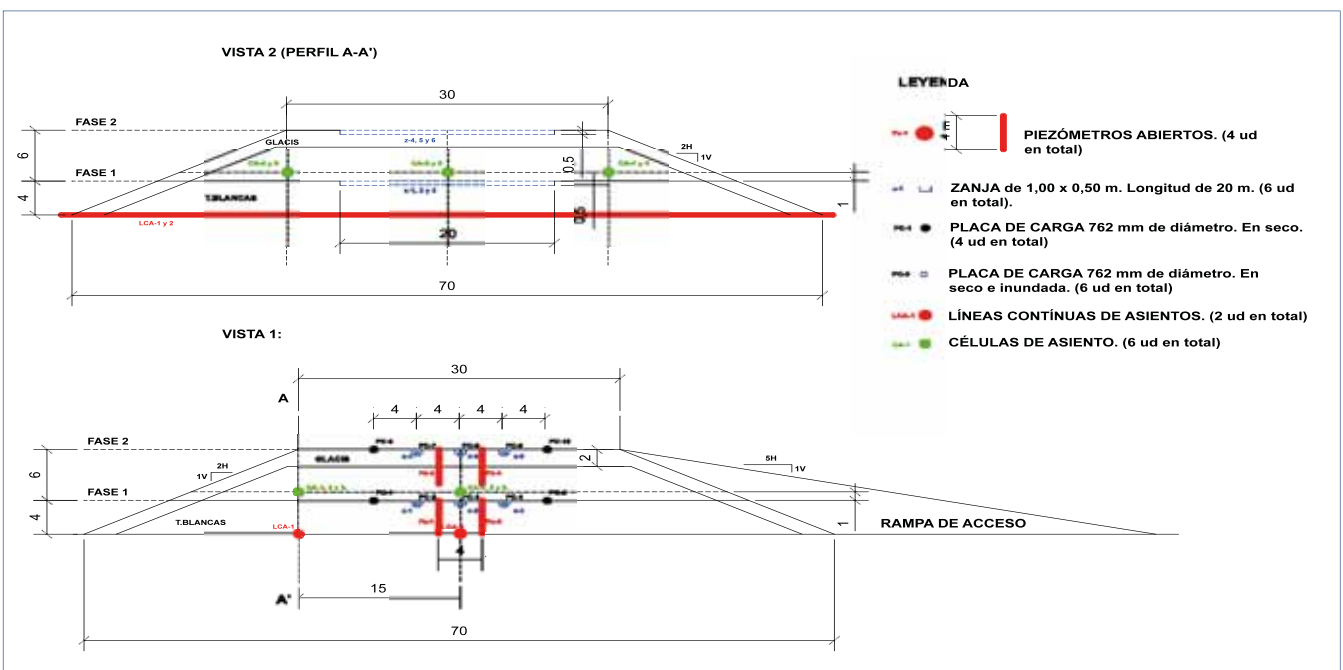 VISTA 2 (PERFIL A-A')
30
FASE 2
GLACIS
z-4, 5 y 6
2H
1V
6
0,5
FASE 1
4
T.BLANCAS
1
0,5
LCA-1 y 2
20
70
LEYENDA
PIEZÓMETROS ABIERTOS. (4 ud
en total)
ZANJA de 1,00 x 0,50 m. Longitud de 20 m. (6 ud
en total).
PLACA DE CARGA 762 mm de diámetro. En seco.
(4 ud en total)
PLACA DE CARGA 762 mm de diámetro. En
seco e inundada. (6 ud en total)
LÍNEAS CONTÍNUAS DE ASIENTOS. (2 ud en total)
CÉLULAS DE ASIENTO. (6 ud en total)
VISTA 1:
30
A
4 4 4 4
FASE 2
GLACIS
2
2H
1V
5H
1V
6
FASE 1
4
T.BLANCAS
LCA-1
1
RAMPA DE ACCESO
4
15
A'
70